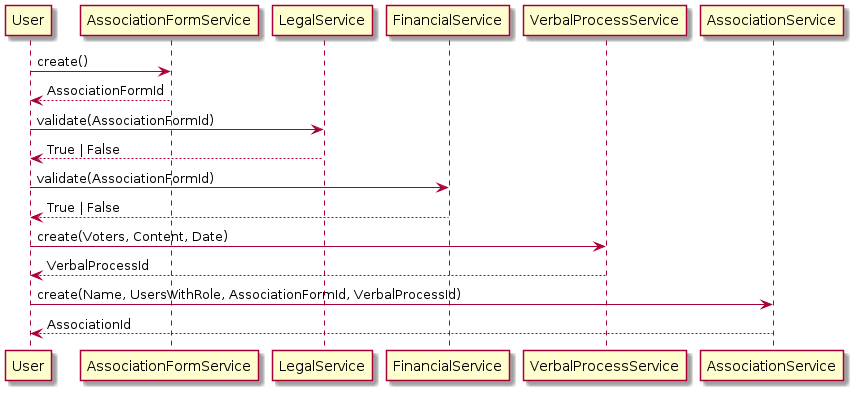 User AssociationFormService LegalService FinancialService VerbalProcessService AssociationService
create()
AssociationFormId
validate(AssociationFormId)
True | False
validate(AssociationFormId)
True | False
create(Voters, Content, Date)
VerbalProcessId
create(Name, UsersWithRole, AssociationFormId, VerbalProcessId)
AssociationId
User AssociationFormService LegalService FinancialService VerbalProcessService AssociationService